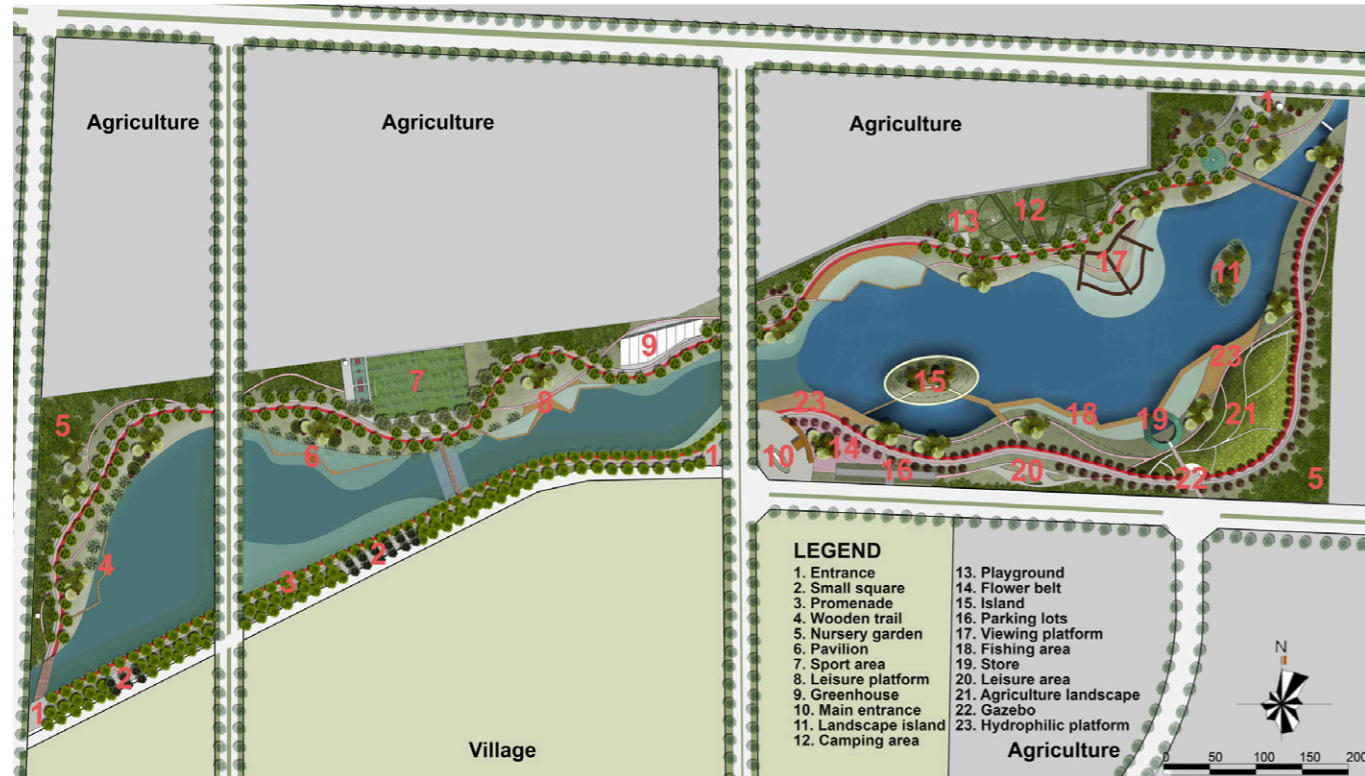 Agriculture
Agriculture
Agriculture
1
12
13
17
11
5
7
9
8
6
4
15
23
18
19
23
21
10
14
16
20
22
5
1
3
2
2
1
Village
Agriculture
LEGEND
1. Entrance
2. Small square
3. Promenade
4. Wooden trail
5. Nursery garden
6. Pavilion
7. Sport area
8. Leisure platform
9. Greenhouse
10. Main entrance
11. Landscape island
12. Camping area
13. Playground
14. Flower belt
15. Island
16. Parking lots
17. Viewing platform
18. Fishing area
19. Store
20. Leisure area
21. Agriculture landscape
22. Gazebo
23. Hydrophilic platform
N
0 50 100 150 200